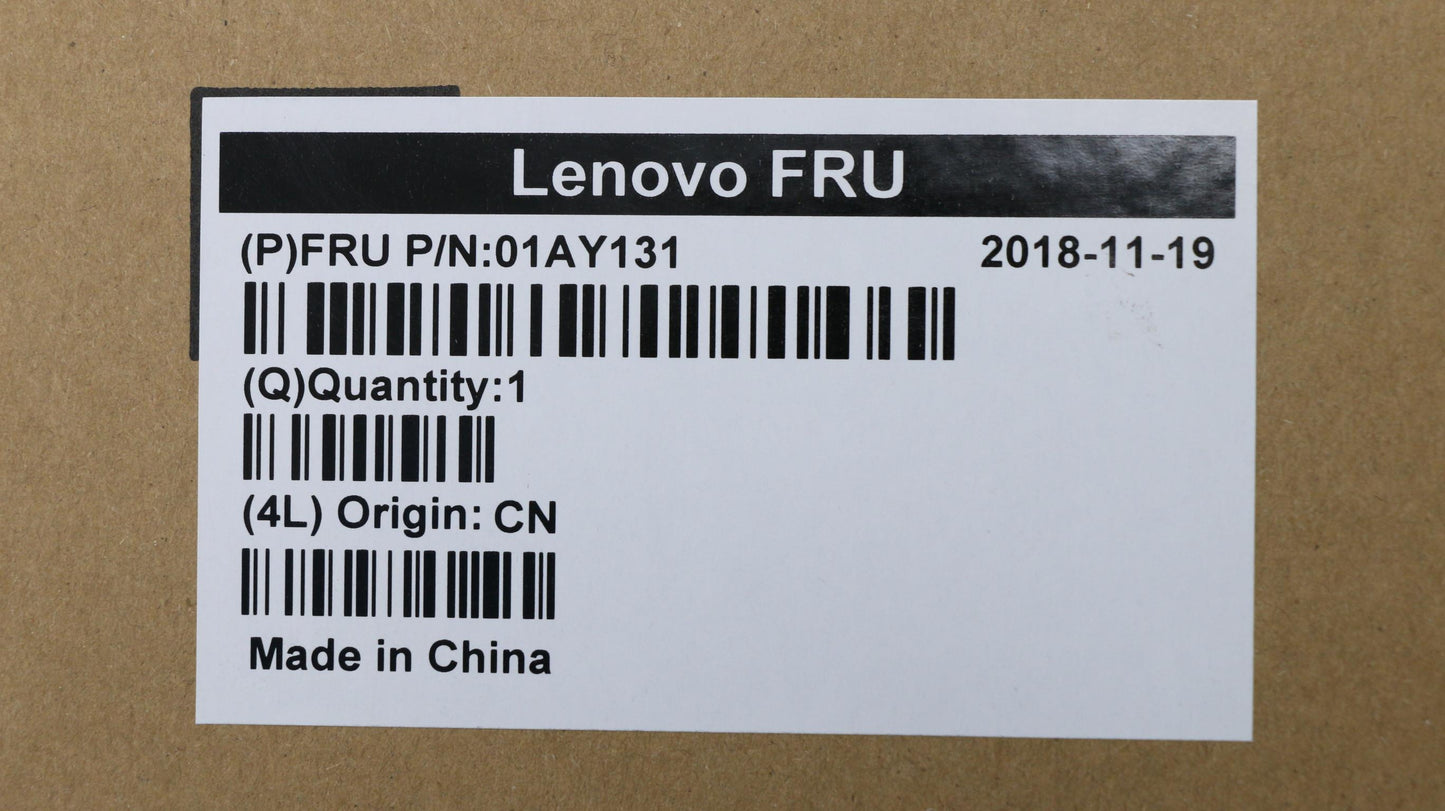 Lenovo FRU
(P)FRU P/N:01AY131 2018-11-19
(Q)Quantity:1
(4L) Origin: CN
Made in China